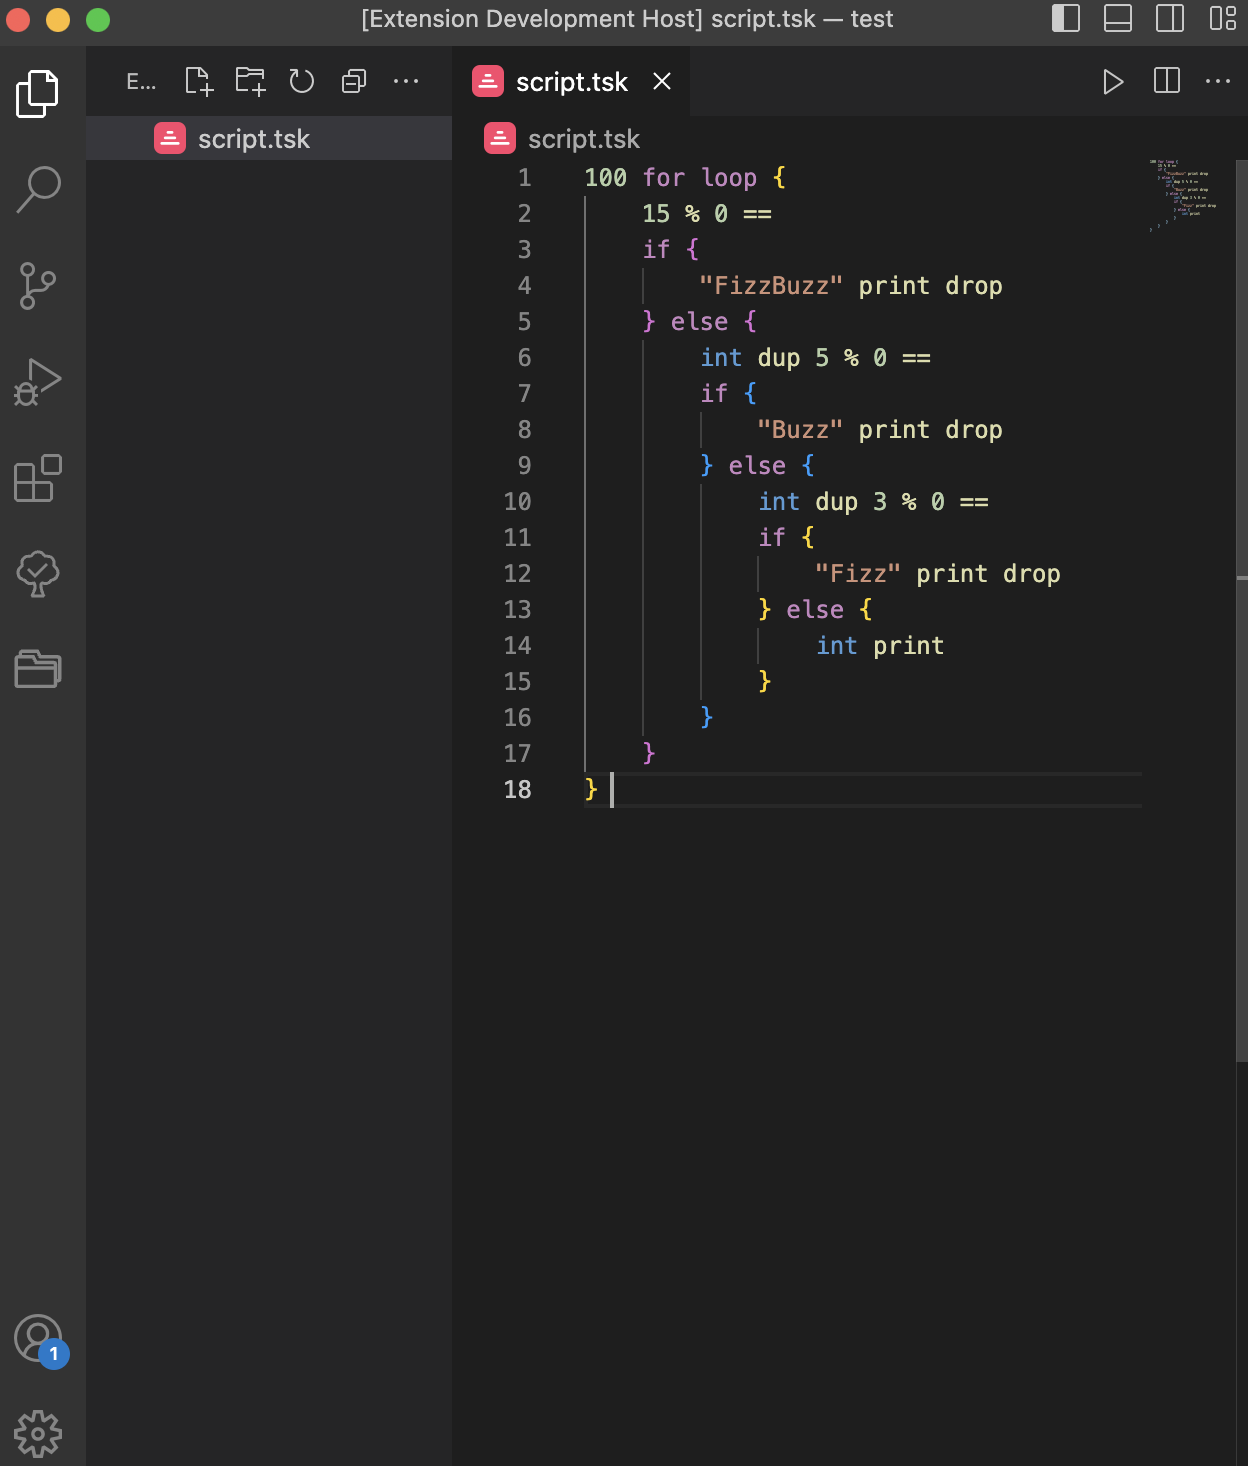 [Extension Development Host] script.tsk — test
E...
script.tsk
script.tsk
script.tsk
1 100 for loop {
2 15 % 0 ==
3 if {
4 "FizzBuzz" print drop
5 } else {
6 int dup 5 % 0 ==
7 if {
8 "Buzz" print drop
9 } else {
10 int dup 3 % 0 ==
11 if {
12 "Fizz" print drop
13 } else {
14 int print
15 }
16 }
17 }
18 }
1